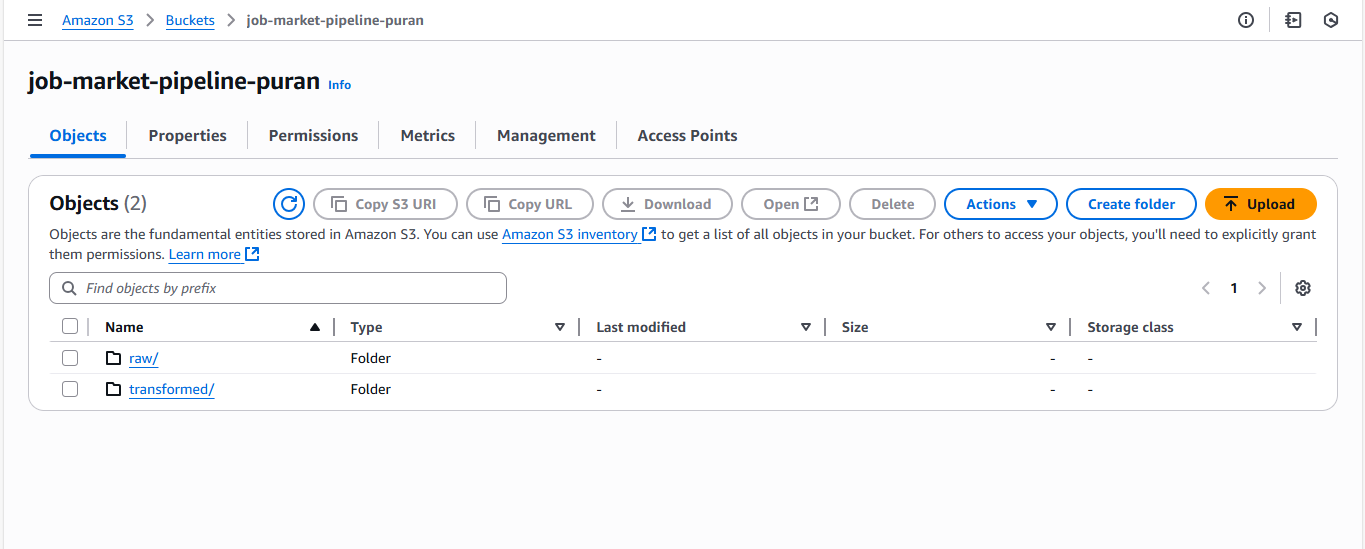 Amazon S3 > Buckets > job-market-pipeline-puran
job-market-pipeline-puran Info
Objects Properties Permissions Metrics Management Access Points
Objects (2) Copy S3 URI Copy URL Download Open Delete Actions Create folder Upload
Objects are the fundamental entities stored in Amazon S3. You can use Amazon S3 inventory to get a list of all objects in your bucket. For others to access your objects, you'll need to explicitly grant
them permissions. Learn more
Find objects by prefix 1
Name Type Last modified Size Storage class
raw/ Folder - - -
transformed/ Folder - - -